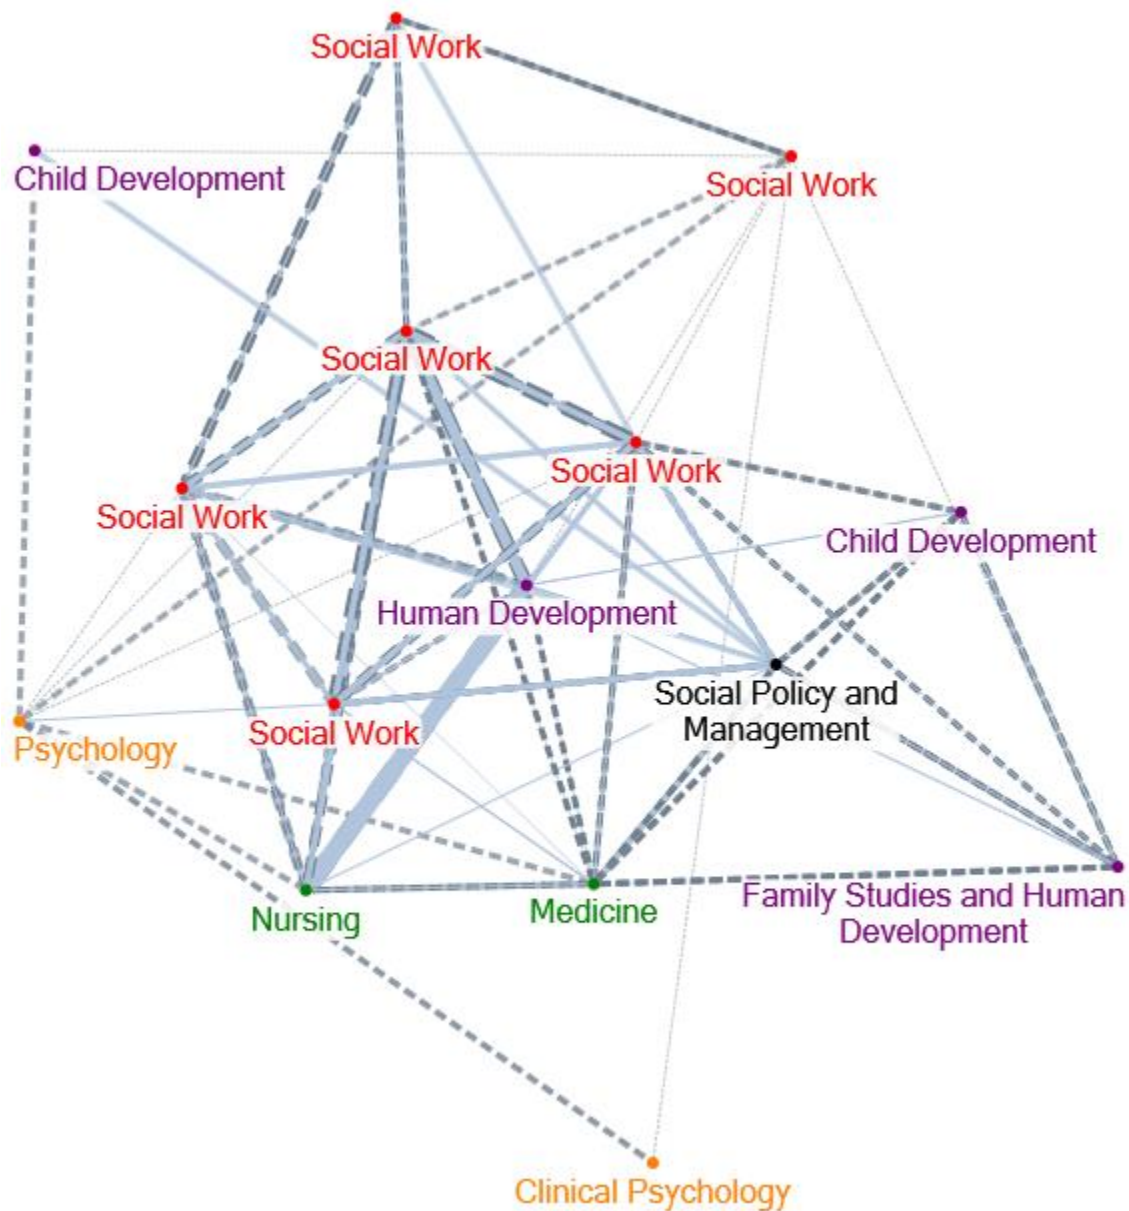 Social Work
Child Development
Social Work
Social Work
Social Work
Social Work
Child Development
Human Development
Social Policy and
Management
Social Work
Psychology
Family Studies and Human
Development
Nursing
Medicine
Clinical Psychology